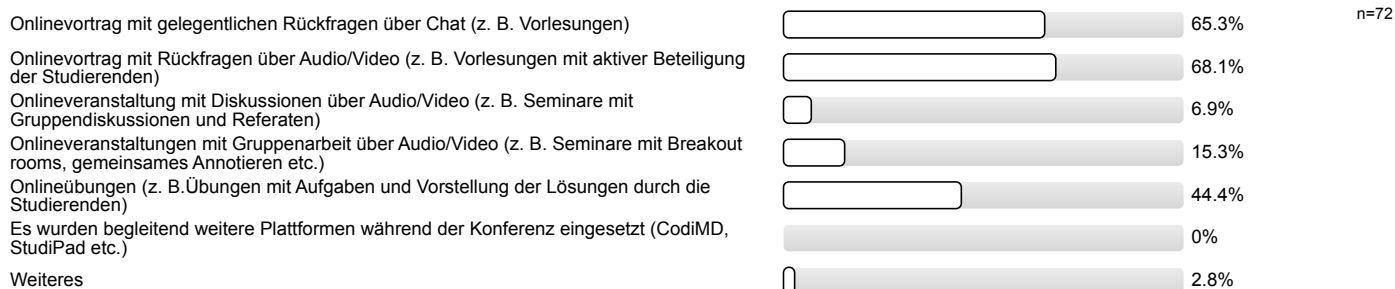 Onlinevortrag mit gelegentlichen Rückfragen über Chat (z. B. Vorlesungen) 65.3% n=72
Onlinevortrag mit Rückfragen über Audio/Video (z. B. Vorlesungen mit aktiver Beteiligung
der Studierenden) 68.1%
Onlineveranstaltung mit Diskussionen über Audio/Video (z. B. Seminare mit
Gruppendiskussionen und Referaten) 6.9%
Onlineveranstaltungen mit Gruppenarbeit über Audio/Video (z. B. Seminare mit Breakout
rooms, gemeinsames Annotieren etc.) 15.3%
Onlineübungen (z. B.Übungen mit Aufgaben und Vorstellung der Lösungen durch die
Studierenden) 44.4%
Es wurden begleitend weitere Plattformen während der Konferenz eingesetzt (CodiMD,
StudiPad etc.) 0%
Weiteres 2.8%